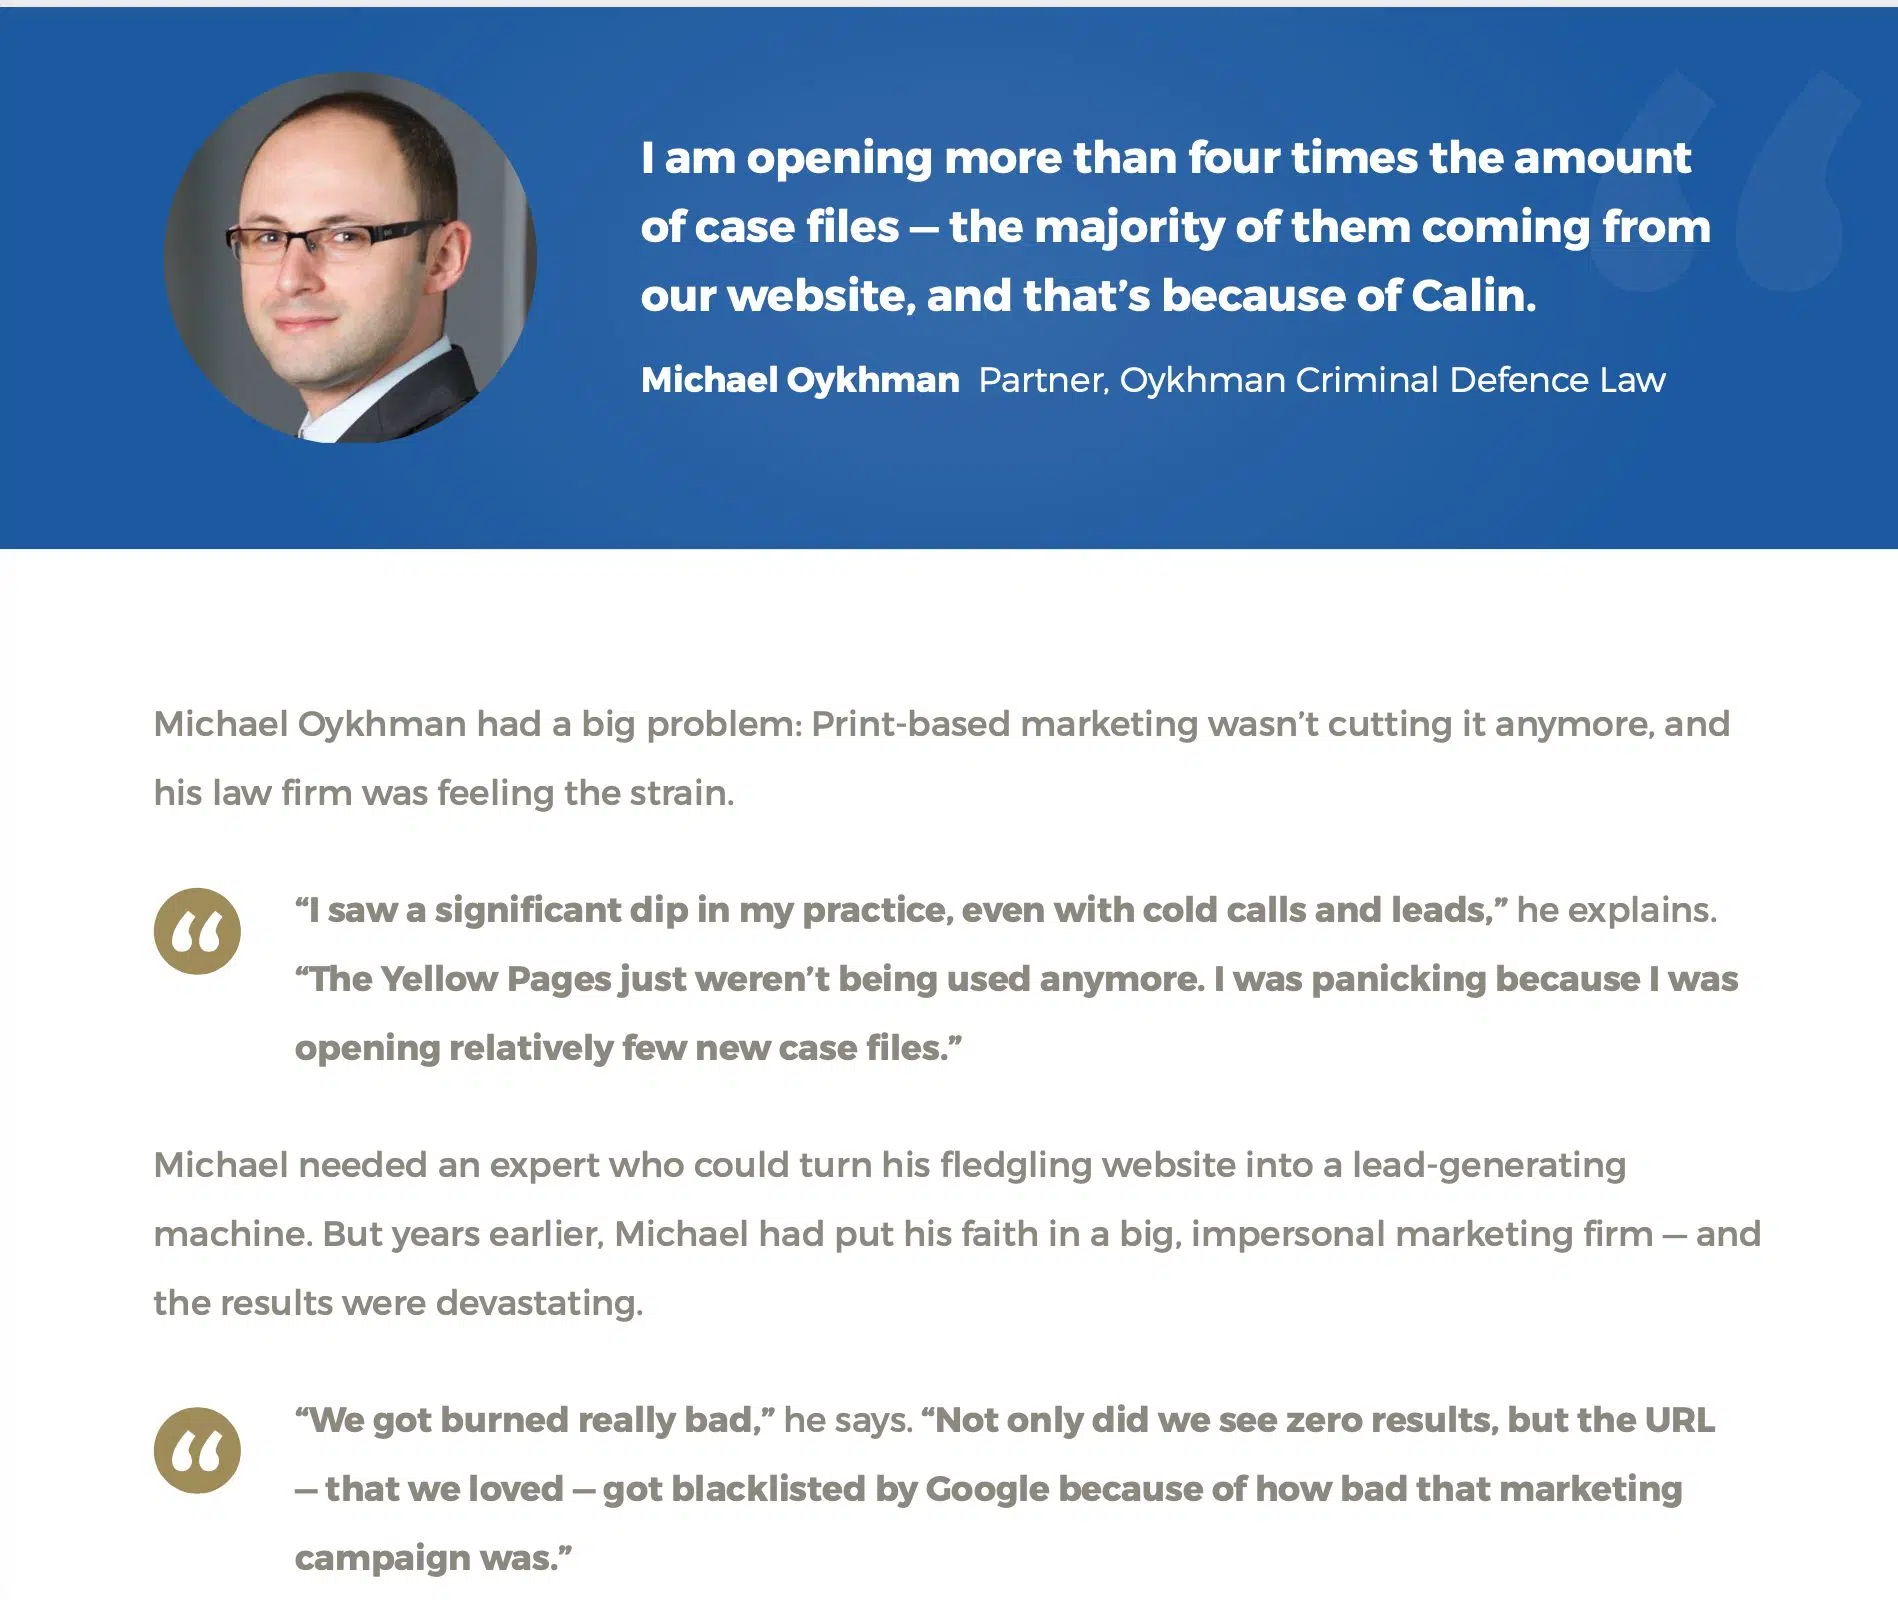 I am opening more than four times the amount
of case files — the majority of them coming from
our website, and that’s because of Calin.
Michael Oykhman Partner, Oykhman Criminal Defence Law
Michael Oykhman had a big problem: Print-based marketing wasn’t cutting it anymore, and
his law firm was feeling the strain.
“I saw a significant dip in my practice, even with cold calls and leads,” he explains.
“The Yellow Pages just weren’t being used anymore. I was panicking because I was
opening relatively few new case files.”
Michael needed an expert who could turn his fledgling website into a lead-generating
machine. But years earlier, Michael had put his faith in a big, impersonal marketing firm — and
the results were devastating.
“We got burned really bad,” he says. “Not only did we see zero results, but the URL
— that we loved — got blacklisted by Google because of how bad that marketing
campaign was.”